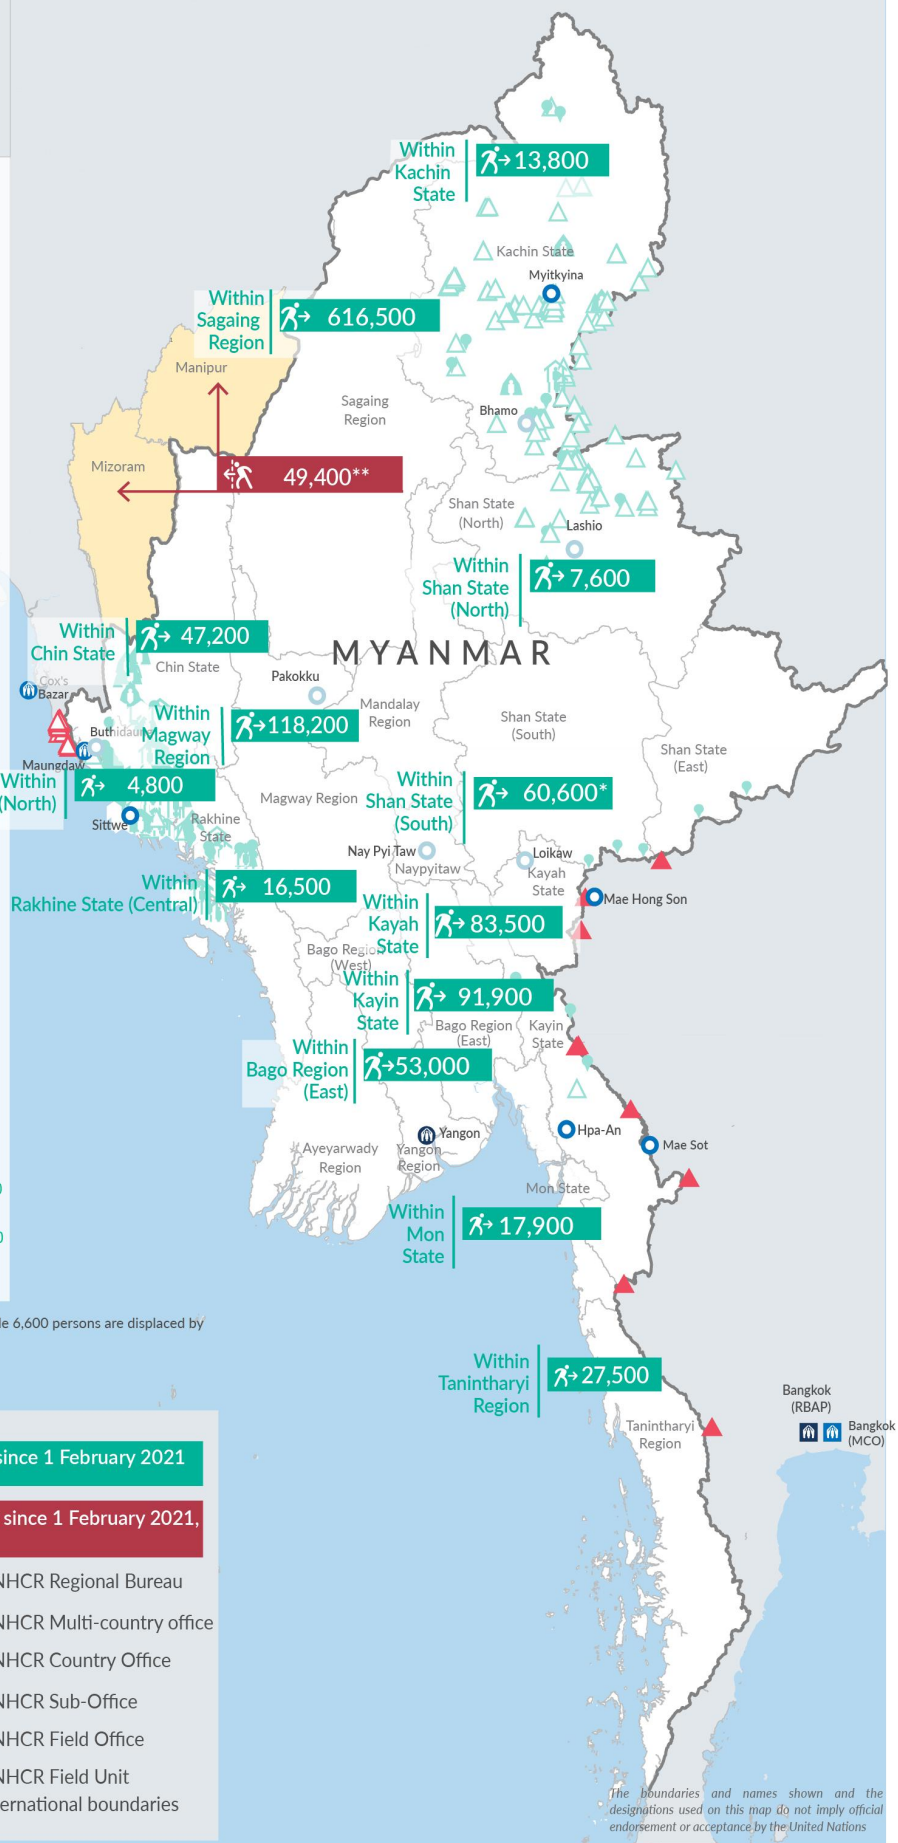 Within
Kachin
State
13,800
Kachin State
Myitkyina
Within
Sagaing
Region
616,500
Manipur
Sagaing
Region
Bhamo
Mizoram
49,400**
Shan State
(North)
Lashio
Within
Shan State
(North)
7,600
Within
Chin State
47,200
Chin State
MYANMAR
Pakokku
Cox's
Bazar
Mandalay
Region
Shan State
(South)
Shan State
(East)
Within
Magway
Region
118,200
Maungdaw
Within
(North)
4,800
Within
Shan State
(South)
60,600*
Magway Region
Sittwe
Rakhine
State
Nay Pyi Taw
Naypyitaw
Loikaw
Kayah
State
Within
Rakhine State (Central)
16,500
Mae Hong Son
Within
Kayah
State
83,500
Bago Region
(West)
Within
Kayin
State
91,900
Bago Region
(East)
Kayin
State
Within
Bago Region
(East)
53,000
Yangon
Hpa-An
Mae Sot
Ayeyarwady
Region
Yangon
Region
Mon State
Within
Mon
State
17,900
6,600 persons are displaced by
Within
Tanintharyi
Region
27,500
Bangkok
(RBAP)
Bangkok
(MCO)
Tanintharyi
Region
since 1 February 2021
since 1 February 2021,
NHCR Regional Bureau
NHCR Multi-country office
NHCR Country Office
NHCR Sub-Office
NHCR Field Office
NHCR Field Unit
ernational boundaries
The boundaries and names shown and the
designations used on this map do not imply official
endorsement or acceptance by the United Nations